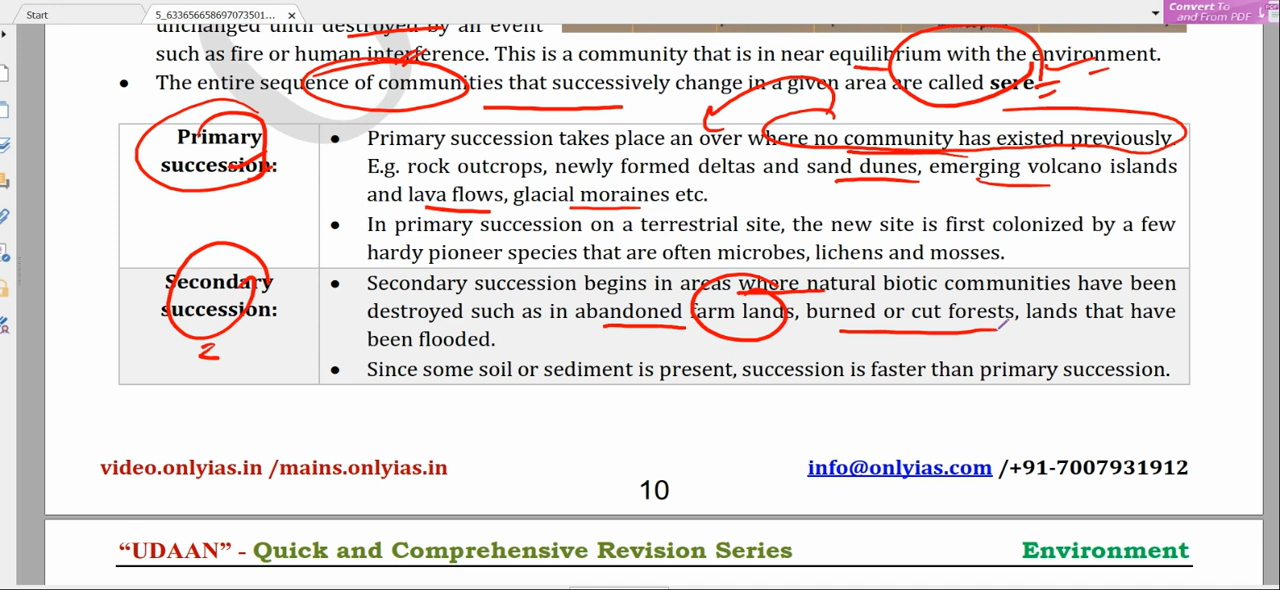 Start
5_633656658697073501...
Convert To
and From PDF
unchanged until destroyed by an event
such as fire or human interference. This is a community that is in near equilibrium with the environment.
• The entire sequence of communities that successively change in a given area are called sere.
Primary succession:
• Primary succession takes place an over where no community has existed previously.
E.g. rock outcrops, newly formed deltas and sand dunes, emerging volcano islands
and lava flows, glacial moraines etc.
• In primary succession on a terrestrial site, the new site is first colonized by a few
hardy pioneer species that are often microbes, lichens and mosses.
Secondary succession:
2
• Secondary succession begins in areas where natural biotic communities have been
destroyed such as in abandoned farm lands, burned or cut forests, lands that have
been flooded.
• Since some soil or sediment is present, succession is faster than primary succession.
video.onlyias.in /mains.onlyias.in
info@onlyias.com /+91-7007931912
10
“UDAAN” - Quick and Comprehensive Revision Series
Environment